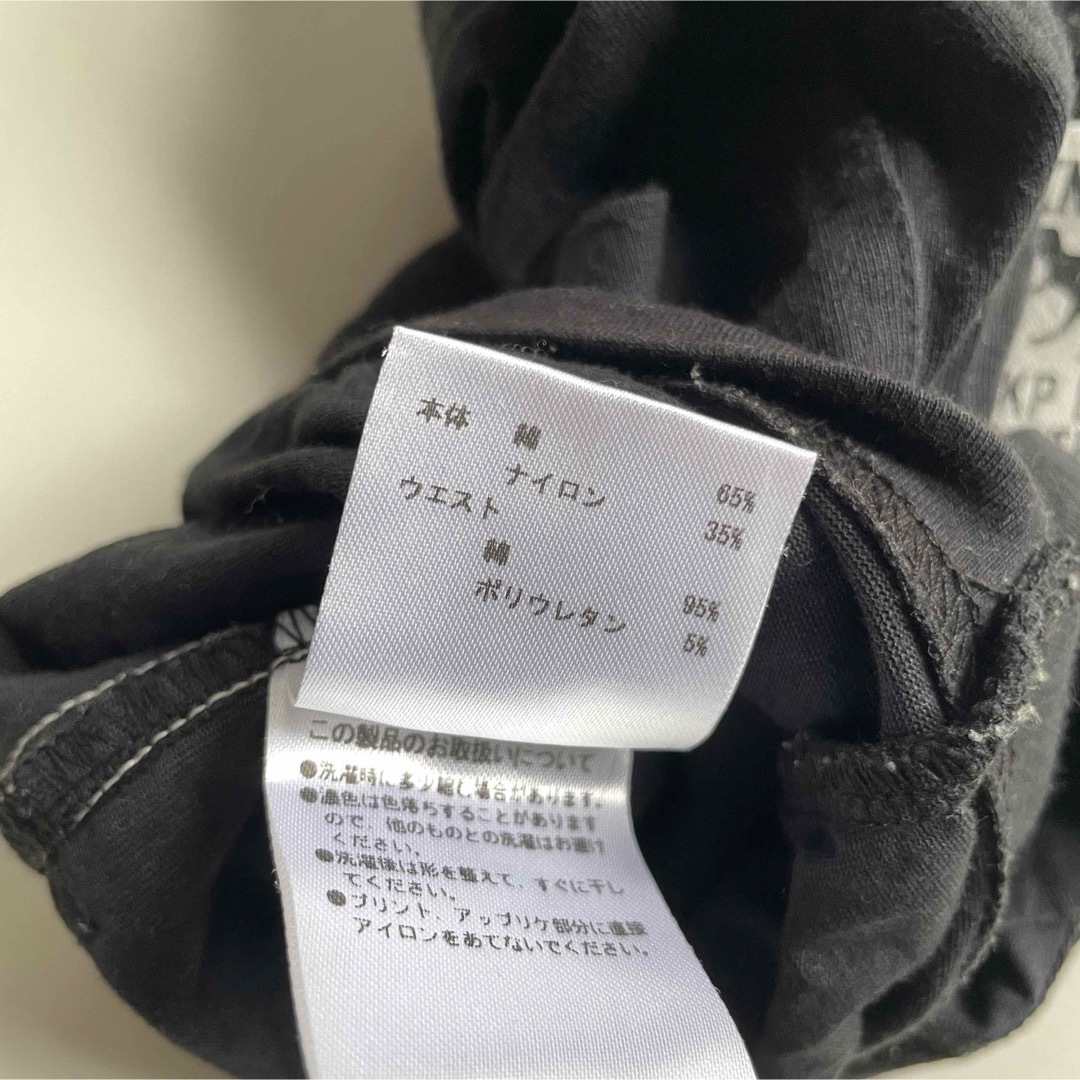 本体 綿 65%
ナイロン 35%
ウエスト
綿 95%
ポリウレタン 5%
この製品のお取扱いについて
●洗濯時に多少縮し場合があります。
●濃色は色落ちすることがあります
ので 他のものとの洗濯はお避け
ください。
●洗濯後は形を整えて、すぐに干し
てください。
●プリント、アップリケ部分に直接
アイロンをあてないでください。
KP